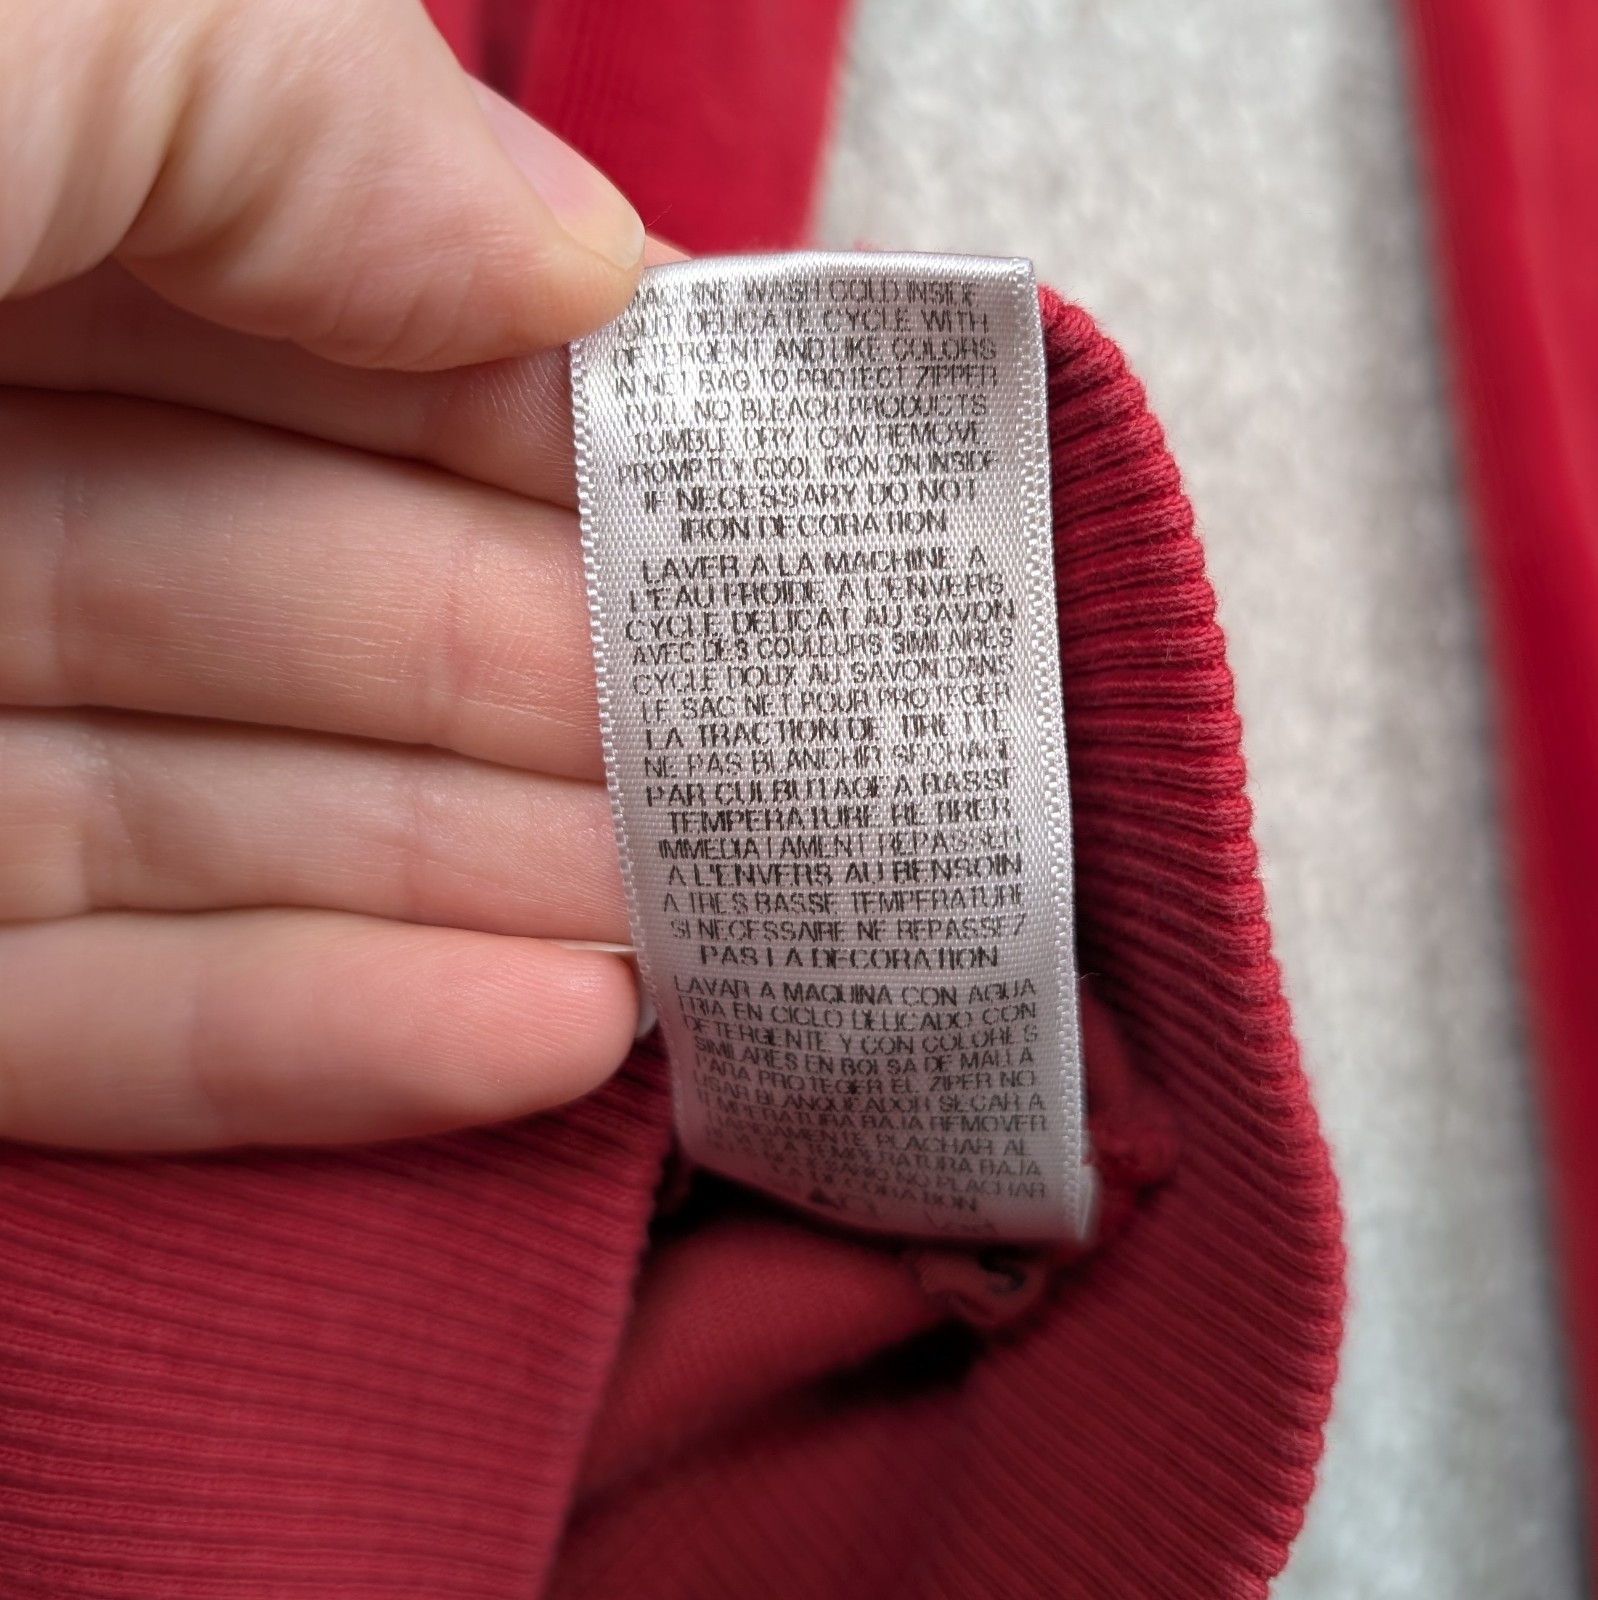 MACHINE WASH COLD INSIDE
OUT DELICATE CYCLE WITH
DETERGENT AND LIKE COLORS
IN NET BAG TO PROTECT ZIPPER
PULL NO BLEACH PRODUCTS
TUMBLE DRY LOW REMOVE
PROMPTLY COOL IRON ON INSIDE
IF NECESSARY DO NOT
IRON DECORATION
LAVER A LA MACHINE A
L'EAU FROIDE A L'ENVERS
CYCLE DELICAT AU SAVON
AVEC DES COULEURS SIMILAIRES
CYCLE DOUX AU SAVON DANS
LE SAC NET POUR PROTEGER
LA TRACTION DE TIRETTE
NE PAS BLANCHIR SECHAGE
PAR CULBUTAGE A BASSE
TEMPERATURE RETIRER
IMMEDIATAMENT REPASSER
A L'ENVERS AU BENSOIN
A TRES BASSE TEMPERATURE
SI NECESSAIRE NE REPASSEZ
PAS LA DECORATION
LAVAR A MAQUINA CON AGUA
FRIA EN CICLO DELICADO CON
DETERGENTE Y CON COLORES
SIMILARES EN BOLSA DE MALLA
PARA PROTEGER EL ZIPER NO
USAR BLANQUEADOR SECAR A
TEMPERATURA BAJA REMOVER
RAPIDAMENTE PLACHAR AL
TEMPERATURA BAJA
NO PLACHAR
LA DECORATION
S